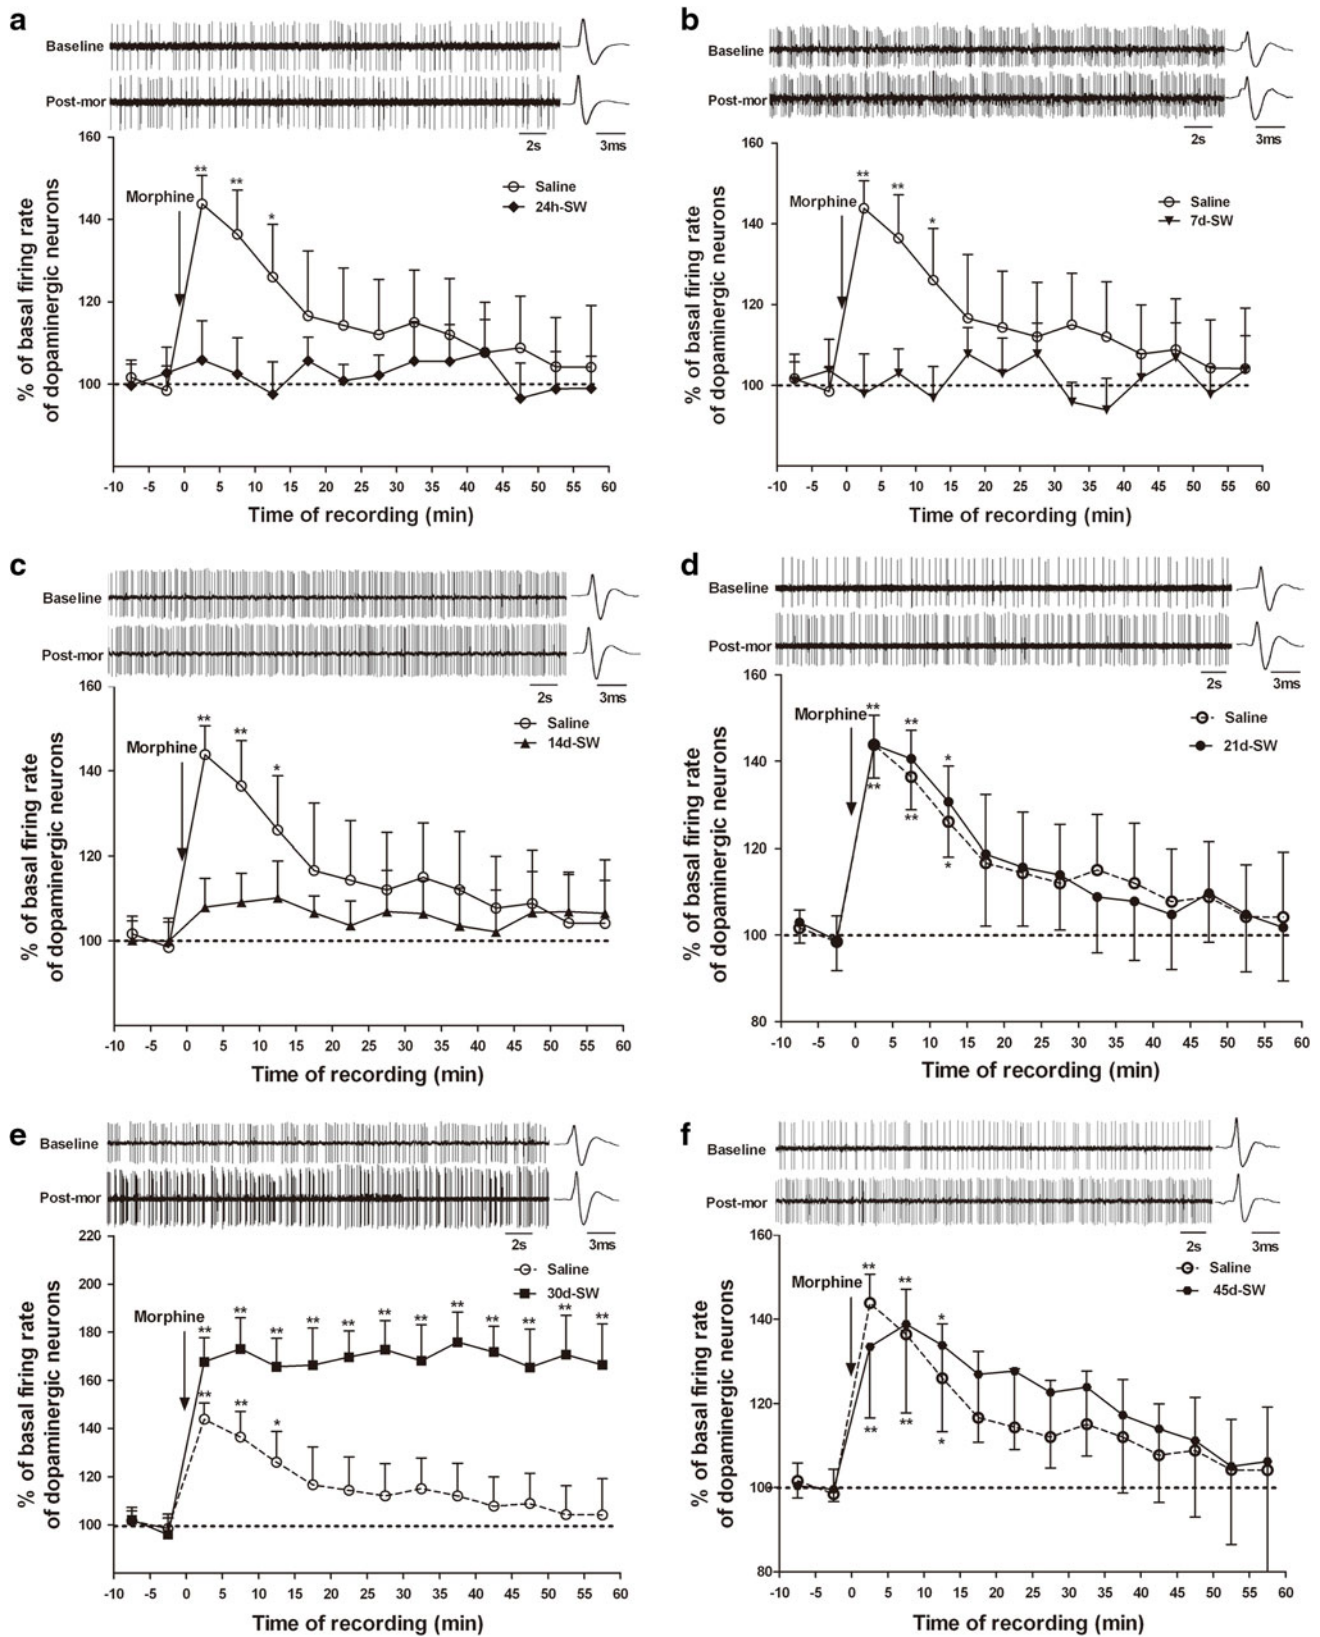 a
Baseline
Post-mor
2s 3ms
% of basal firing rate
of dopaminergic neurons
160
140
120
100
Morphine
** ** *
Saline
24h-SW
-10 -5 0 5 10 15 20 25 30 35 40 45 50 55 60
Time of recording (min)
b
Baseline
Post-mor
2s 3ms
% of basal firing rate
of dopaminergic neurons
160
140
120
100
Morphine
** ** *
Saline
7d-SW
-10 -5 0 5 10 15 20 25 30 35 40 45 50 55 60
Time of recording (min)
c
Baseline
Post-mor
2s 3ms
% of basal firing rate
of dopaminergic neurons
160
140
120
100
Morphine
** ** *
Saline
14d-SW
-10 -5 0 5 10 15 20 25 30 35 40 45 50 55 60
Time of recording (min)
d
Baseline
Post-mor
2s 3ms
% of basal firing rate
of dopaminergic neurons
160
140
120
100
80
Morphine
** ** *
** ** *
Saline
21d-SW
-10 -5 0 5 10 15 20 25 30 35 40 45 50 55 60
Time of recording (min)
e
Baseline
Post-mor
2s 3ms
% of basal firing rate
of dopaminergic neurons
220
200
180
160
140
120
100
Morphine
** ** ** ** ** ** ** ** ** ** ** **
** ** *
Saline
30d-SW
-10 -5 0 5 10 15 20 25 30 35 40 45 50 55 60
Time of recording (min)
f
Baseline
Post-mor
2s 3ms
% of basal firing rate
of dopaminergic neurons
160
140
120
100
80
Morphine
** ** *
** ** *
Saline
45d-SW
-10 -5 0 5 10 15 20 25 30 35 40 45 50 55 60
Time of recording (min)